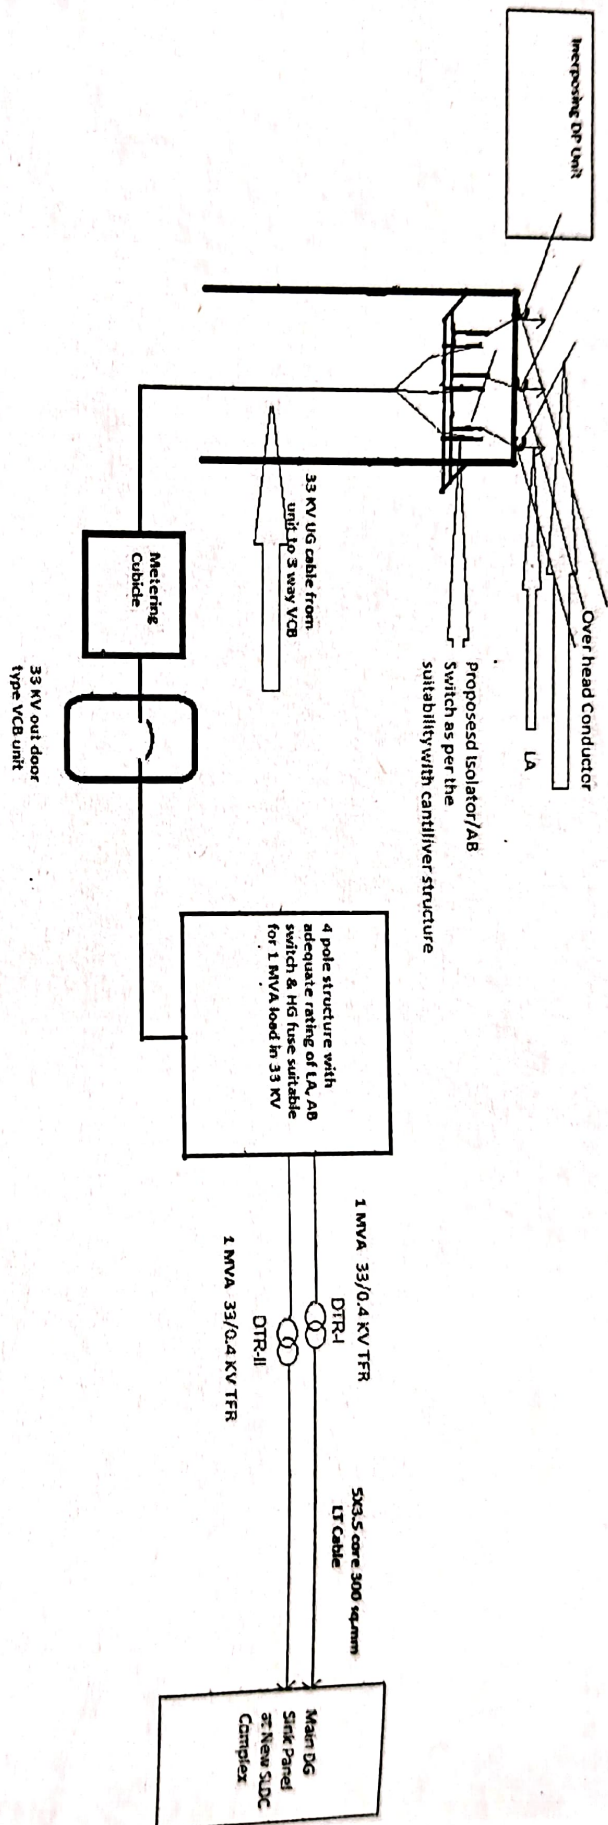 Inerposing DP Unit
Over head Conductor
LA
Proposesd Isolator/AB
Switch as per the
suitability with cantiliver structure
33 KV UG cable from
unit to 3 way VCB
Metering
Cubicle
33 KV out door
type VCB unit
4 pole structure with
adequate rating of LA, AB
switch & HG fuse suitable
for 1 MVA load in 33 KV
1 MVA 33/0.4 KV TFR
DTR-I
DTR-II
1 MVA 33/0.4 KV TFR
5X3.5 core 300 sq.mm
LT Cable
Main DG
Sink Panel
at New SLDC
Complex